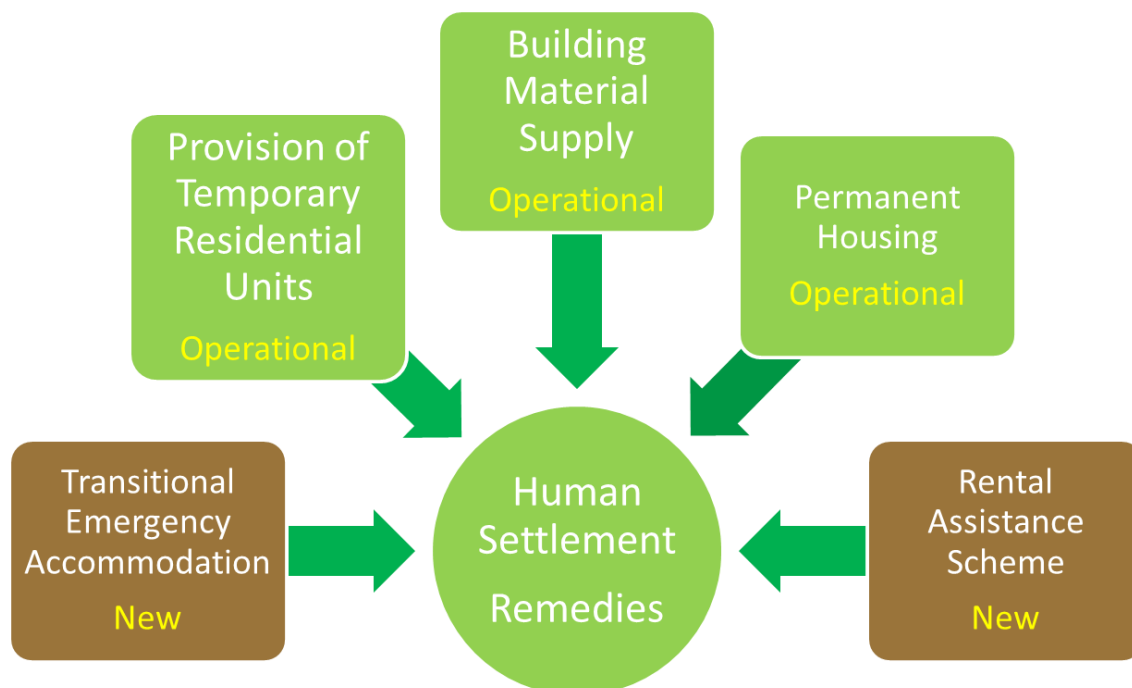 Building
Material
Supply
Operational
Provision of
Temporary
Residential
Units
Operational
Permanent
Housing
Operational
Transitional
Emergency
Accommodation
New
Human
Settlement
Remedies
Rental
Assistance
Scheme
New